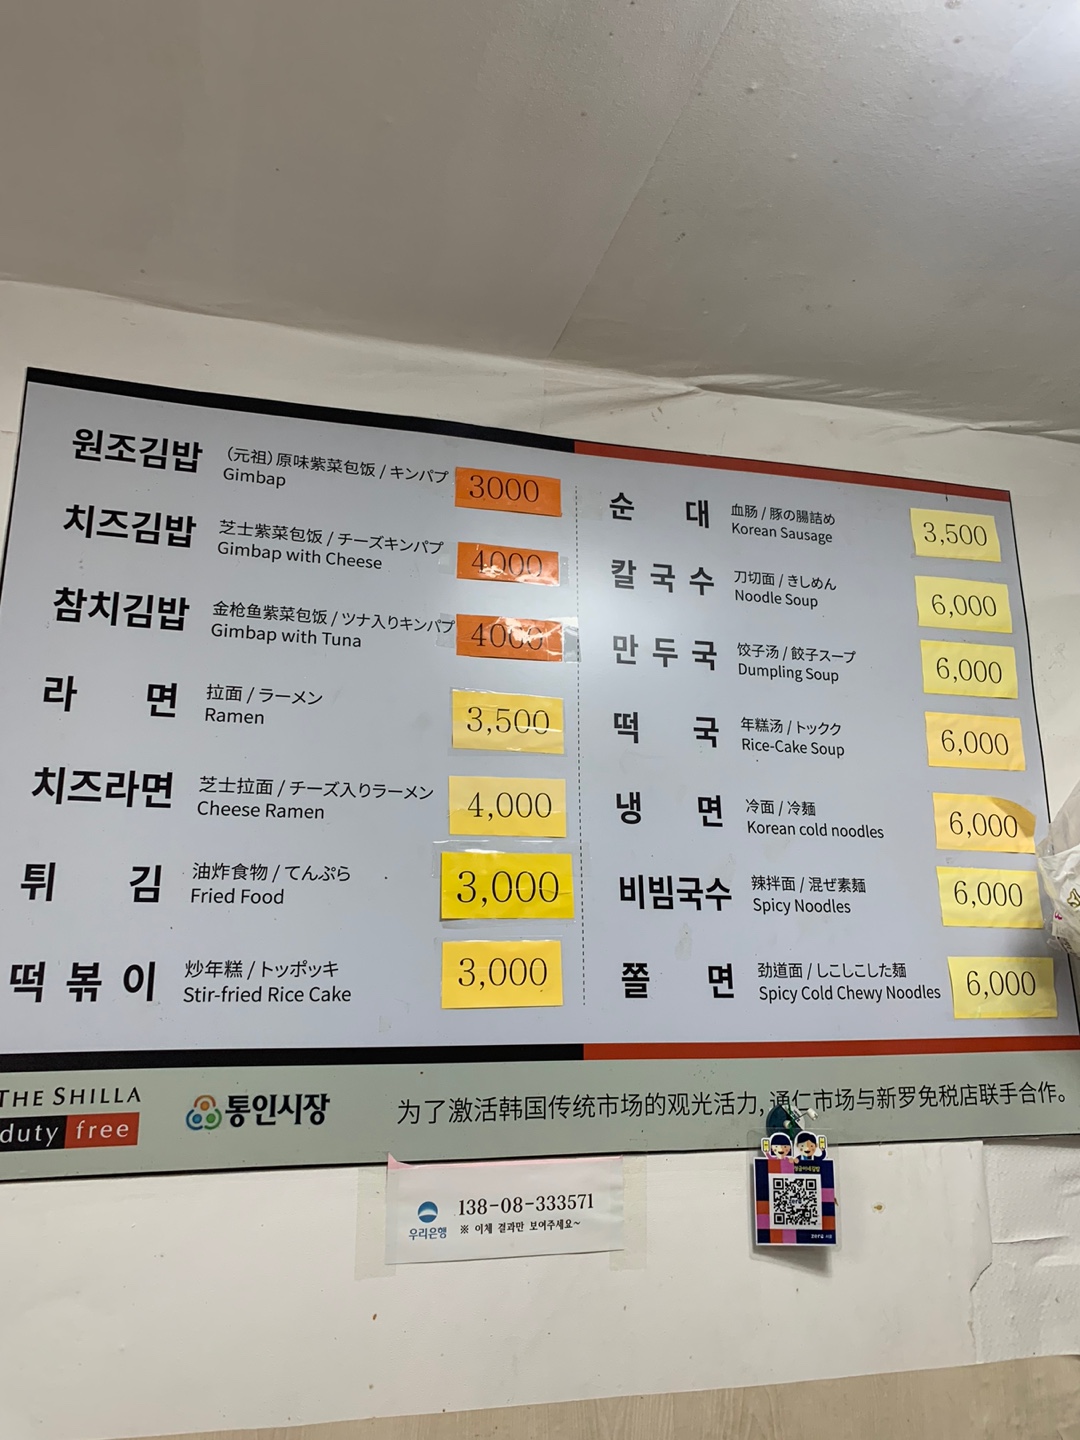 원조김밥 (元祖)原味紫菜包饭 / キンパプ
Gimbap
3000
치즈김밥 芝士紫菜包饭 / チーズキンパプ
Gimbap with Cheese
4000
참치김밥 金枪鱼紫菜包饭 / ツナ入りキンパプ
Gimbap with Tuna
4000
라 면 拉面 / ラーメン
Ramen
3,500
치즈라면 芝士拉面 / チーズ入りラーメン
Cheese Ramen
4,000
튀 김 油炸食物 / てんぷら
Fried Food
3,000
떡 볶 이 炒年糕 / トッポッキ
Stir-fried Rice Cake
3,000
순 대 血肠 / 豚の腸詰め
Korean Sausage
3,500
칼 국 수 刀切面 / きしめん
Noodle Soup
6,000
만 두 국 饺子汤 / 餃子スープ
Dumpling Soup
6,000
떡 국 年糕汤 / トックク
Rice-Cake Soup
6,000
냉 면 冷面 / 冷麺
Korean cold noodles
6,000
비빔국수 辣拌面 / 混ぜ素麺
Spicy Noodles
6,000
쫄 면 劲道面 / しこしこした麺
Spicy Cold Chewy Noodles
6,000
THE SHILLA
duty free
통인시장
为了激活韩国传统市场的观光活力, 通仁市场与新罗免税店联手合作。
우리은행
138-08-333571
※ 이체 결과만 보여주세요~